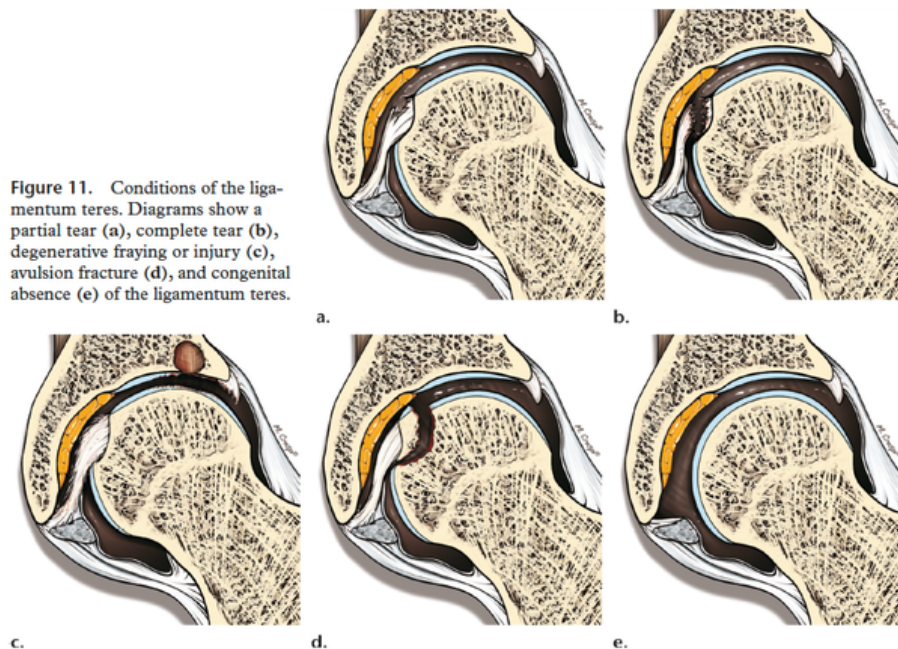 Figure 11. Conditions of the liga-
mentum teres. Diagrams show a
partial tear (a), complete tear (b),
degenerative fraying or injury (c),
avulsion fracture (d), and congenital
absence (e) of the ligamentum teres.
a.
b.
c.
d.
e.